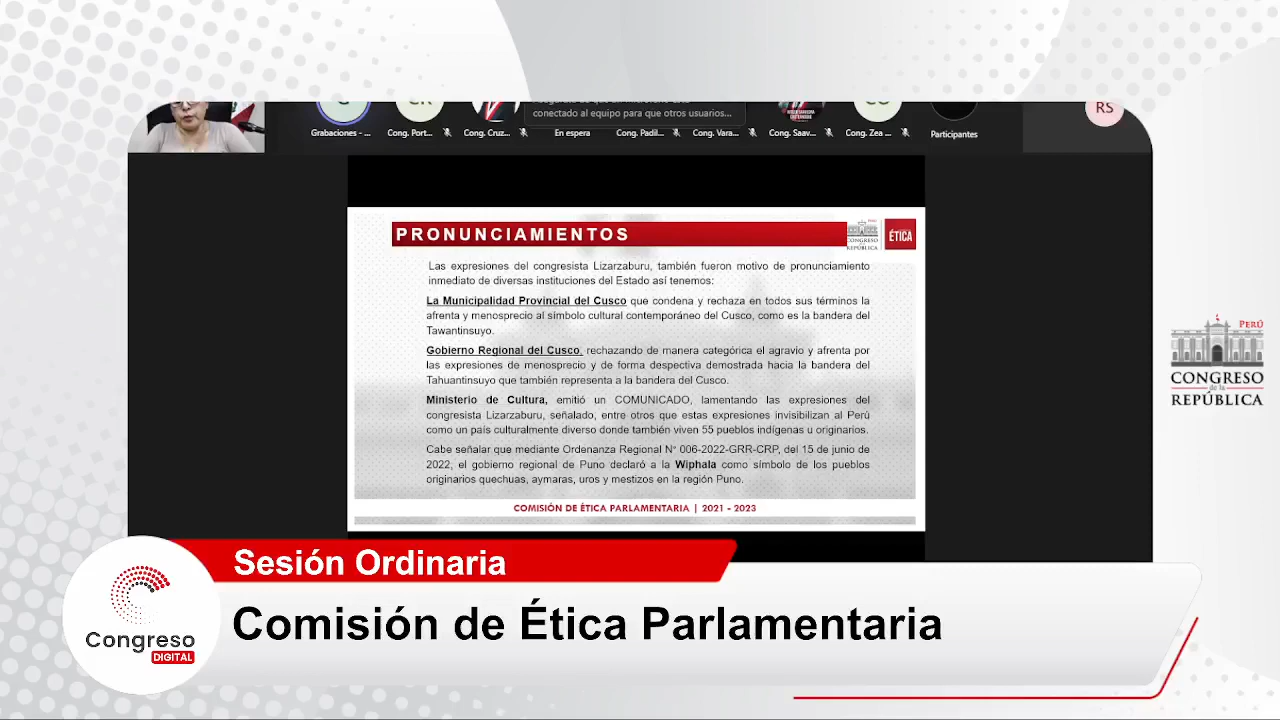 conectado al equipo para que otros usuarios...
RS
Grabaciones - ...
Cong. Port...
Cong. Cruz...
En espera
Cong. Padil...
Cong. Vara...
Cong. Saav...
Cong. Zea ...
Participantes
PRONUNCIAMIENTOS
CONGRESO
REPÚBLICA
ÉTICA
Las expresiones del congresista Lizarzaburu, también fueron motivo de pronunciamiento
inmediato de diversas instituciones del Estado así tenemos:
La Municipalidad Provincial del Cusco que condena y rechaza en todos sus términos la
afrenta y menosprecio al símbolo cultural contemporáneo del Cusco, como es la bandera del
Tawantinsuyo.
Gobierno Regional del Cusco, rechazando de manera categórica el agravio y afrenta por
las expresiones de menosprecio y de forma despectiva demostrada hacia la bandera del
Tahuantinsuyo que también representa a la bandera del Cusco.
Ministerio de Cultura, emitió un COMUNICADO, lamentando las expresiones del
congresista Lizarzaburu, señalado, entre otros que estas expresiones invisibilizan al Perú
como un país culturalmente diverso donde también viven 55 pueblos indígenas u originarios.
Cabe señalar que mediante Ordenanza Regional N° 006-2022-GRR-CRP, del 15 de junio de
2022, el gobierno regional de Puno declaró a la Wiphala como símbolo de los pueblos
originarios quechuas, aymaras, uros y mestizos en la región Puno.
COMISIÓN DE ÉTICA PARLAMENTARIA | 2021 - 2023
PERÚ
CONGRESO
de la
REPÚBLICA
Sesión Ordinaria
Comisión de Ética Parlamentaria
Congreso
DIGITAL